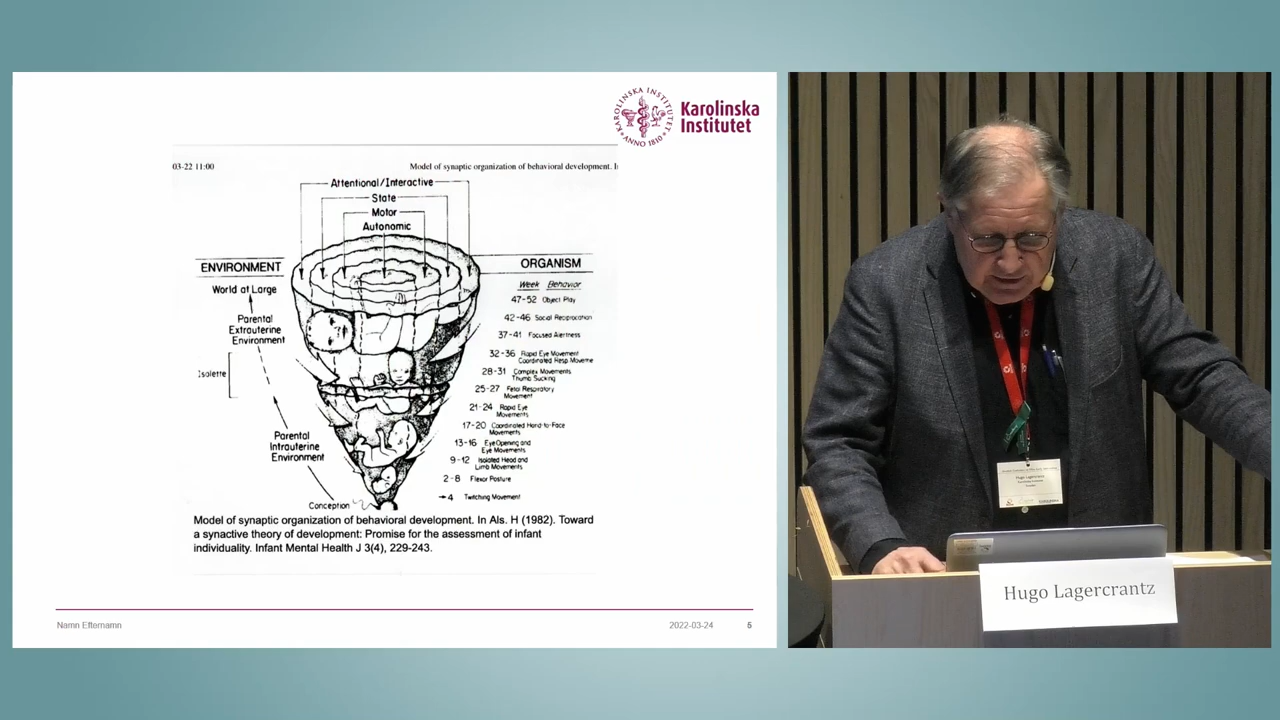 KAROLINSKA INSTITUTET
ANNO 1810
Karolinska
Institutet
03-22 11:00
Model of synaptic organization of behavioral development. I
Attentional/Interactive
State
Motor
Autonomic
ENVIRONMENT
World at Large
Parental
Extrauterine
Environment
Isolette
Parental
Intrauterine
Environment
Conception
ORGANISM
Week Behavior
47-52 Object Play
42-46 Social Reciprocation
37-41 Focused Alertness
32-36 Rapid Eye Movement
Coordinated Resp. Moveme
28-31 Complex Movements
Thumb Sucking
25-27 Fetal Respiratory
Movement
21-24 Rapid Eye
Movements
17-20 Coordinated Hand-to-Face
Movements
13-16 Eye Opening and
Eye Movements
9-12 Isolated Head and
Limb Movements
2-8 Flexor Posture
→4 Twitching Movement
Model of synaptic organization of behavioral development. In Als. H (1982). Toward
a synactive theory of development: Promise for the assessment of infant
individuality. Infant Mental Health J 3(4), 229-243.
Namn Efternamn
2022-03-24
5
Hugo Lagercrantz
Hugo Lagercrantz